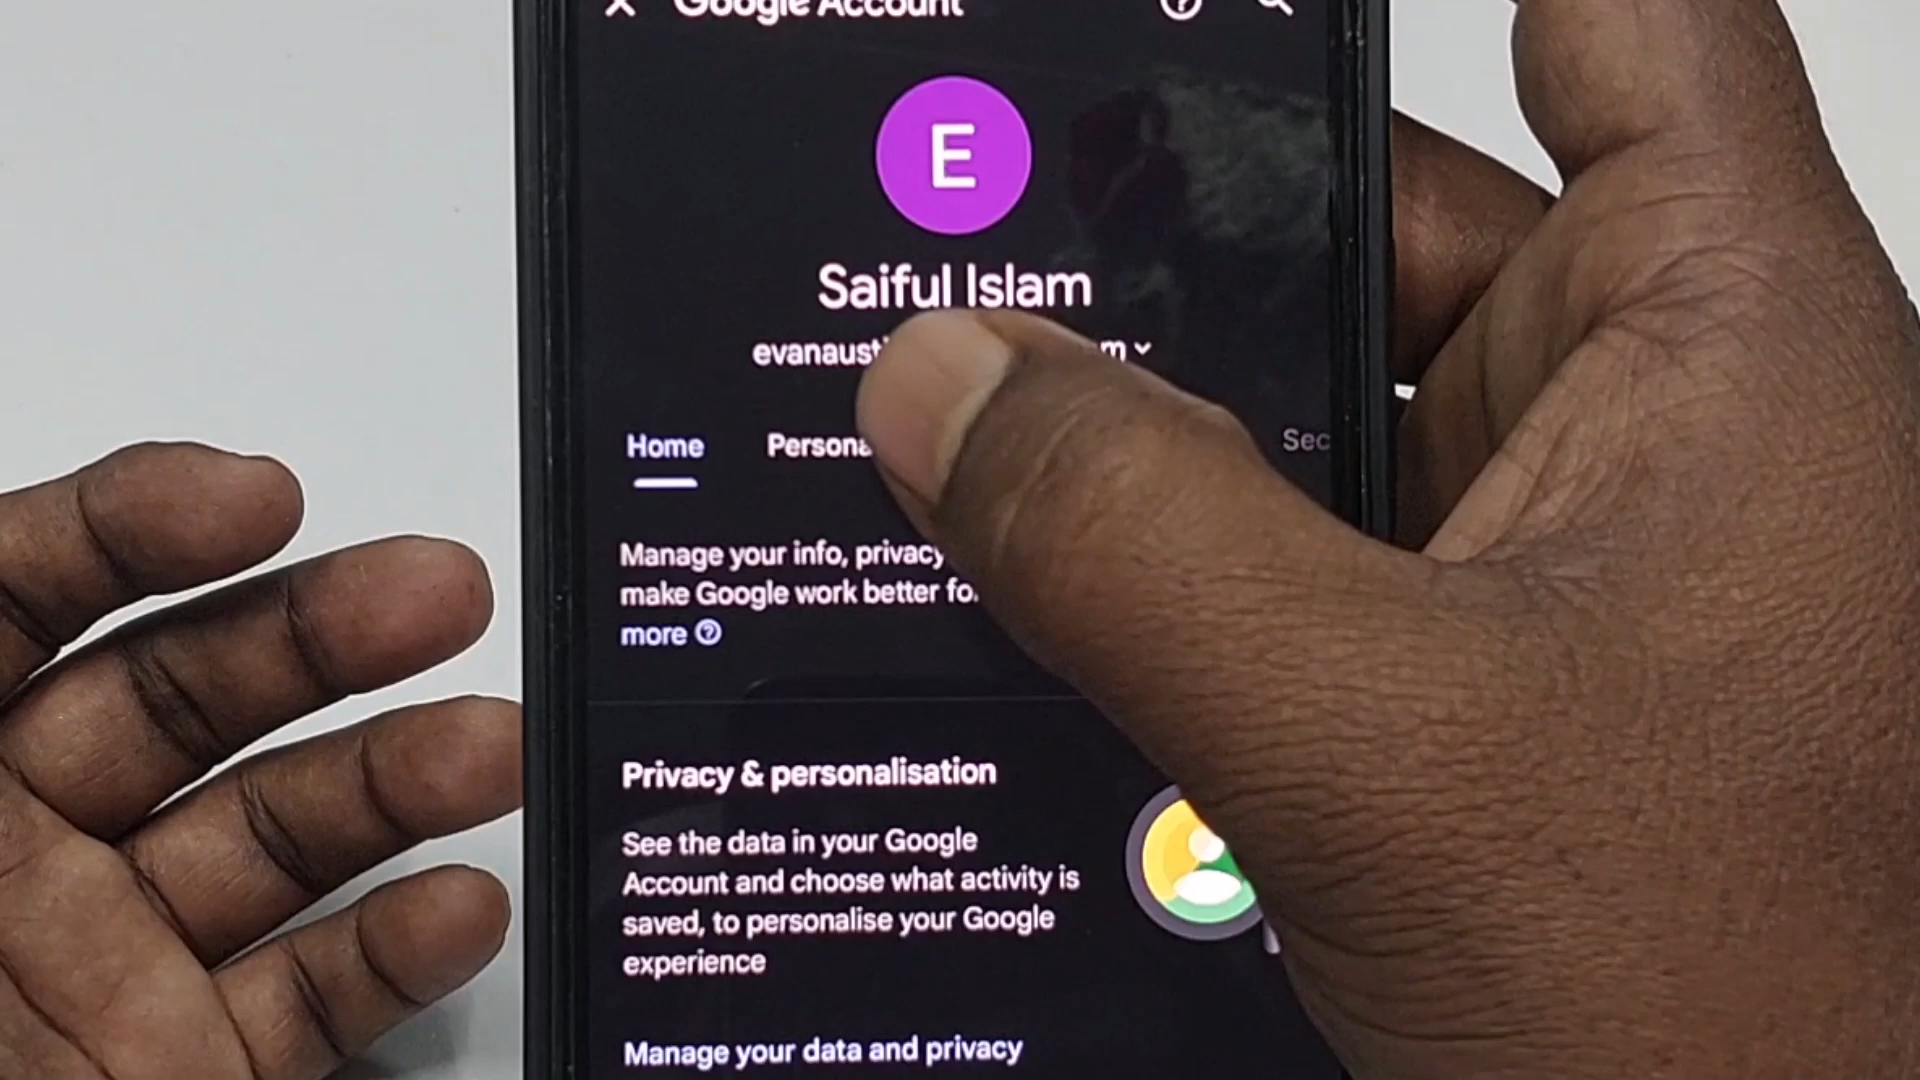 Google Account
E
Saiful Islam
evanaust m
Home Persona Sec
Manage your info, privacy
make Google work better fo
more
Privacy & personalisation
See the data in your Google
Account and choose what activity is
saved, to personalise your Google
experience
Manage your data and privacy